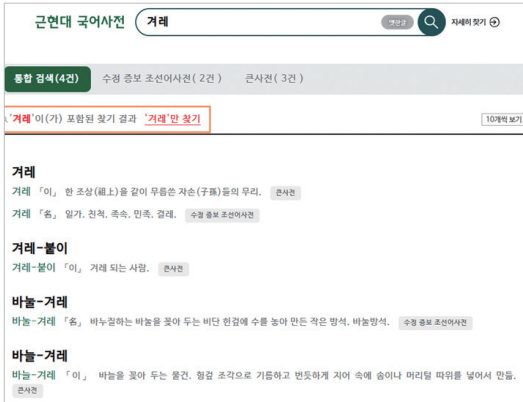 근현대 국어사전 겨레 옛한글 자세히 찾기
통합 검색(4건) 수정 증보 조선어사전( 2건 ) 큰사전( 3건 )
'겨레'이(가) 포함된 찾기 결과 '겨레'만 찾기 10개씩 보기
겨레
겨레 「이」 한 조상(祖上)을 같이 무릅쓴 자손(子孫)들의 무리. 큰사전
겨레 「名」 일가. 친척. 족속. 민족. 결레. 수정 증보 조선어사전
겨레-붙이
겨레-붙이 「이」 겨레 되는 사람. 큰사전
바눌-겨레
바눌-겨레 「名」 바누질하는 바눌을 꽂아 두는 비단 헌겊에 수를 놓아 만든 작은 방석. 바눌방석. 수정 증보 조선어사전
바늘-겨레
바늘-겨레 「이」 바늘을 꽂아 두는 물건. 헝겊 조각으로 기름하고 번듯하게 지어 속에 솜이나 머리털 따위를 넣어서 만듦.
큰사전